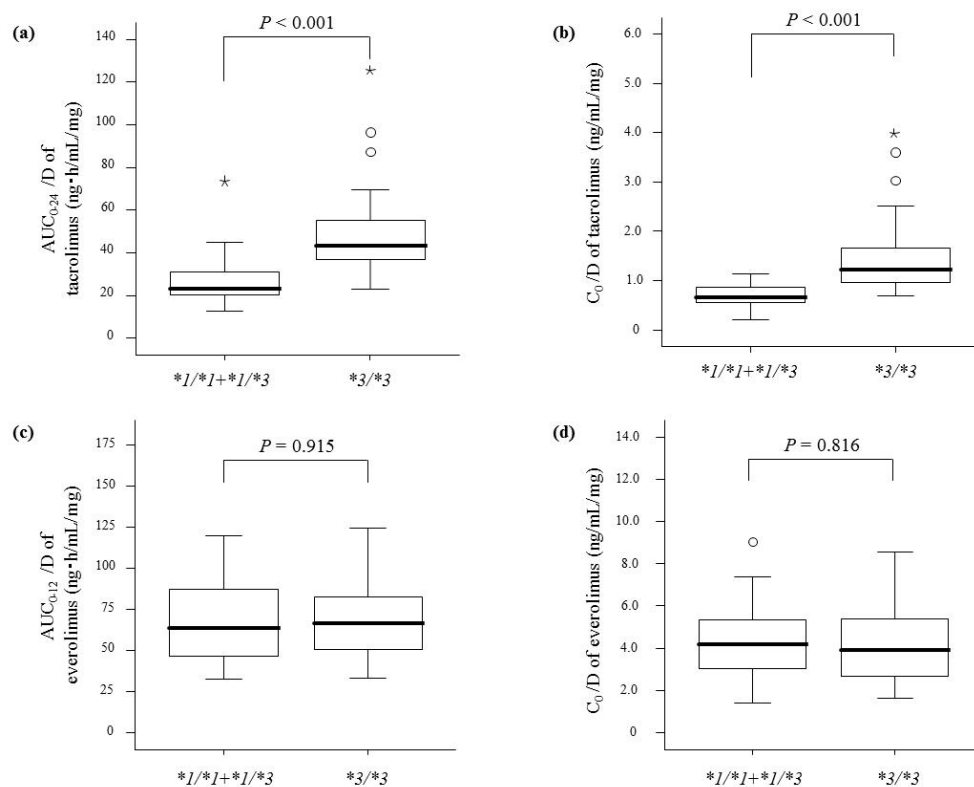 (a)
P < 0.001
140
120
100
80
60
40
20
0
AUC0-24 /D of
tacrolimus (ng・h/mL/mg)
*1/*1+*1/*3
*3/*3
(b)
P < 0.001
6.0
5.0
4.0
3.0
2.0
1.0
0
C0 /D of tacrolimus (ng/mL/mg)
*1/*1+*1/*3
*3/*3
(c)
P = 0.915
175
150
125
100
75
50
25
0
AUC0-12 /D of
everolimus (ng・h/mL/mg)
*1/*1+*1/*3
*3/*3
(d)
P = 0.816
14.0
12.0
10.0
8.0
6.0
4.0
2.0
0
C0 /D of everolimus (ng/mL/mg)
*1/*1+*1/*3
*3/*3